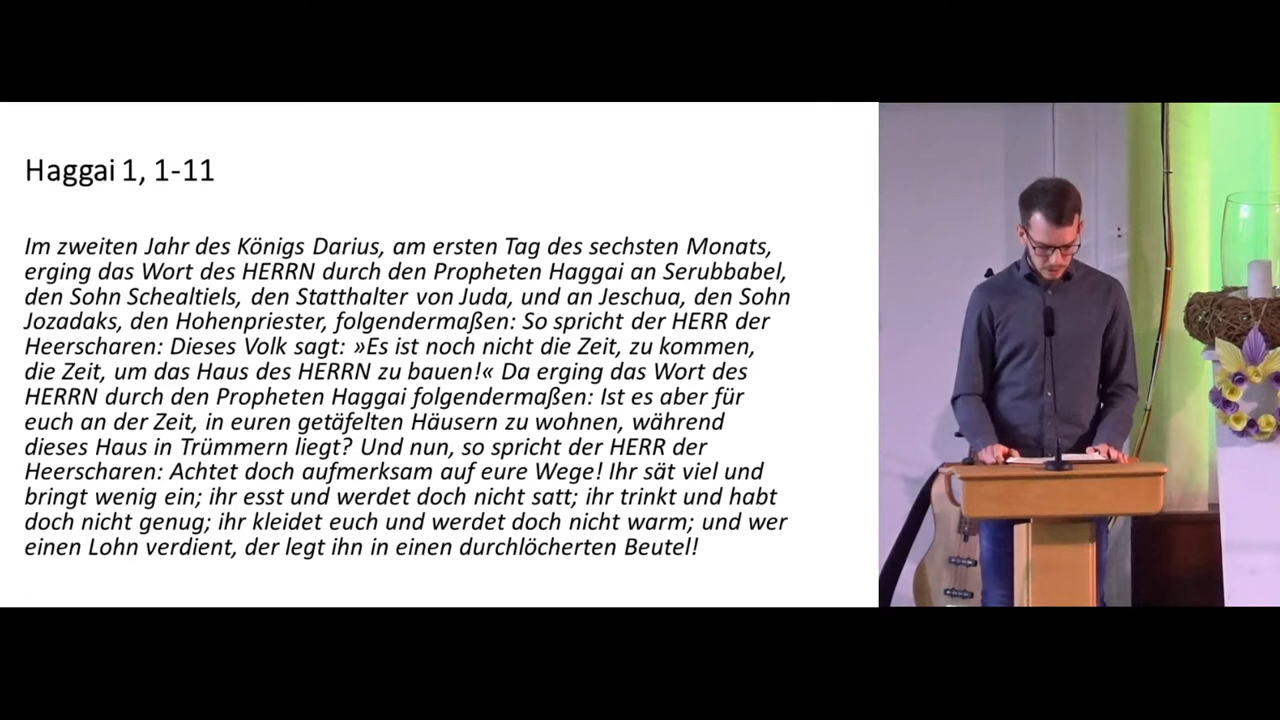 Haggai 1, 1-11
Im zweiten Jahr des Königs Darius, am ersten Tag des sechsten Monats,
erging das Wort des HERRN durch den Propheten Haggai an Serubbabel,
den Sohn Schealtiels, den Statthalter von Juda, und an Jeschua, den Sohn
Jozadaks, den Hohenpriester, folgendermaßen: So spricht der HERR der
Heerscharen: Dieses Volk sagt: »Es ist noch nicht die Zeit, zu kommen,
die Zeit, um das Haus des HERRN zu bauen!« Da erging das Wort des
HERRN durch den Propheten Haggai folgendermaßen: Ist es aber für
euch an der Zeit, in euren getäfelten Häusern zu wohnen, während
dieses Haus in Trümmern liegt? Und nun, so spricht der HERR der
Heerscharen: Achtet doch aufmerksam auf eure Wege! Ihr sät viel und
bringt wenig ein; ihr esst und werdet doch nicht satt; ihr trinkt und habt
doch nicht genug; ihr kleidet euch und werdet doch nicht warm; und wer
einen Lohn verdient, der legt ihn in einen durchlöcherten Beutel!